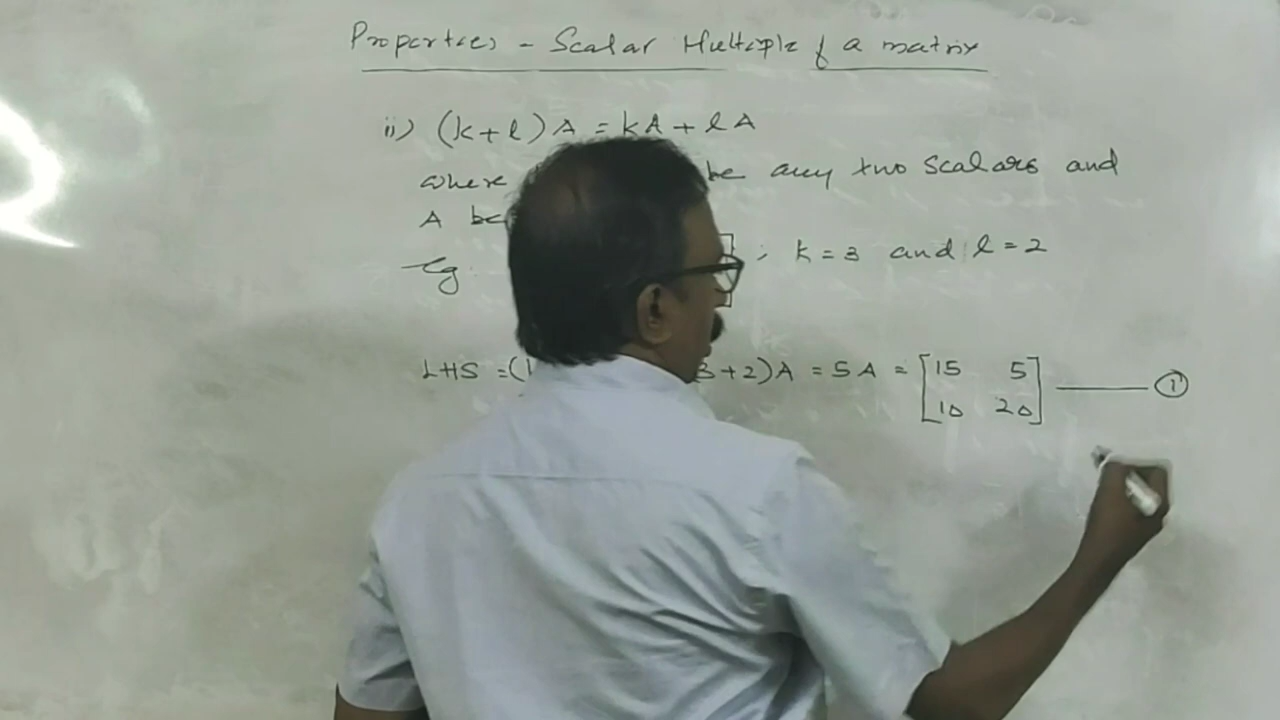 Properties - Scalar Multiple of a matrix
ii) (k+l)A = kA + lA
where be any two scalars and
A be
eg. ; k = 3 and l = 2
LHS =( 3+2)A = 5A = [15 5 ①
10 20]